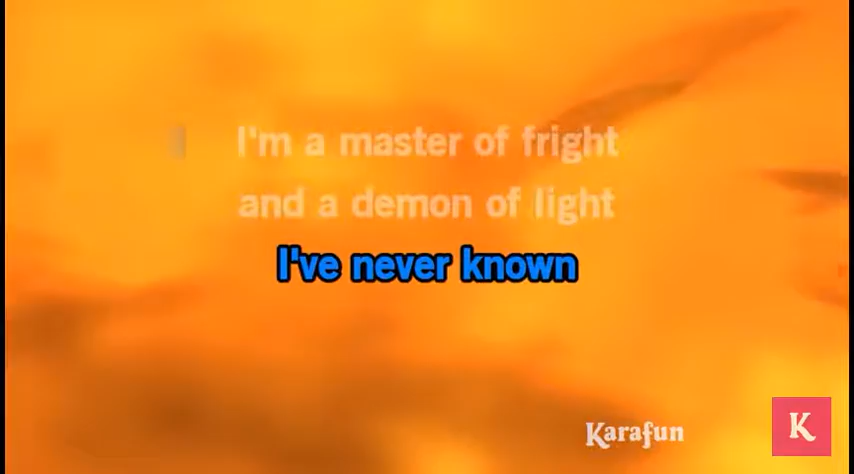 I'm a master of fright
and a demon of light
I've never known
Karafun
K